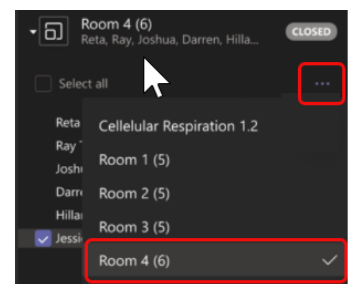 Room 4 (6)
Reta, Ray, Joshua, Darren, Hilla...
CLOSED
Select all
...
Reta
Ray
Josh
Darre
Hillar
Jessi
Cellelular Respiration 1.2
Room 1 (5)
Room 2 (5)
Room 3 (5)
Room 4 (6)